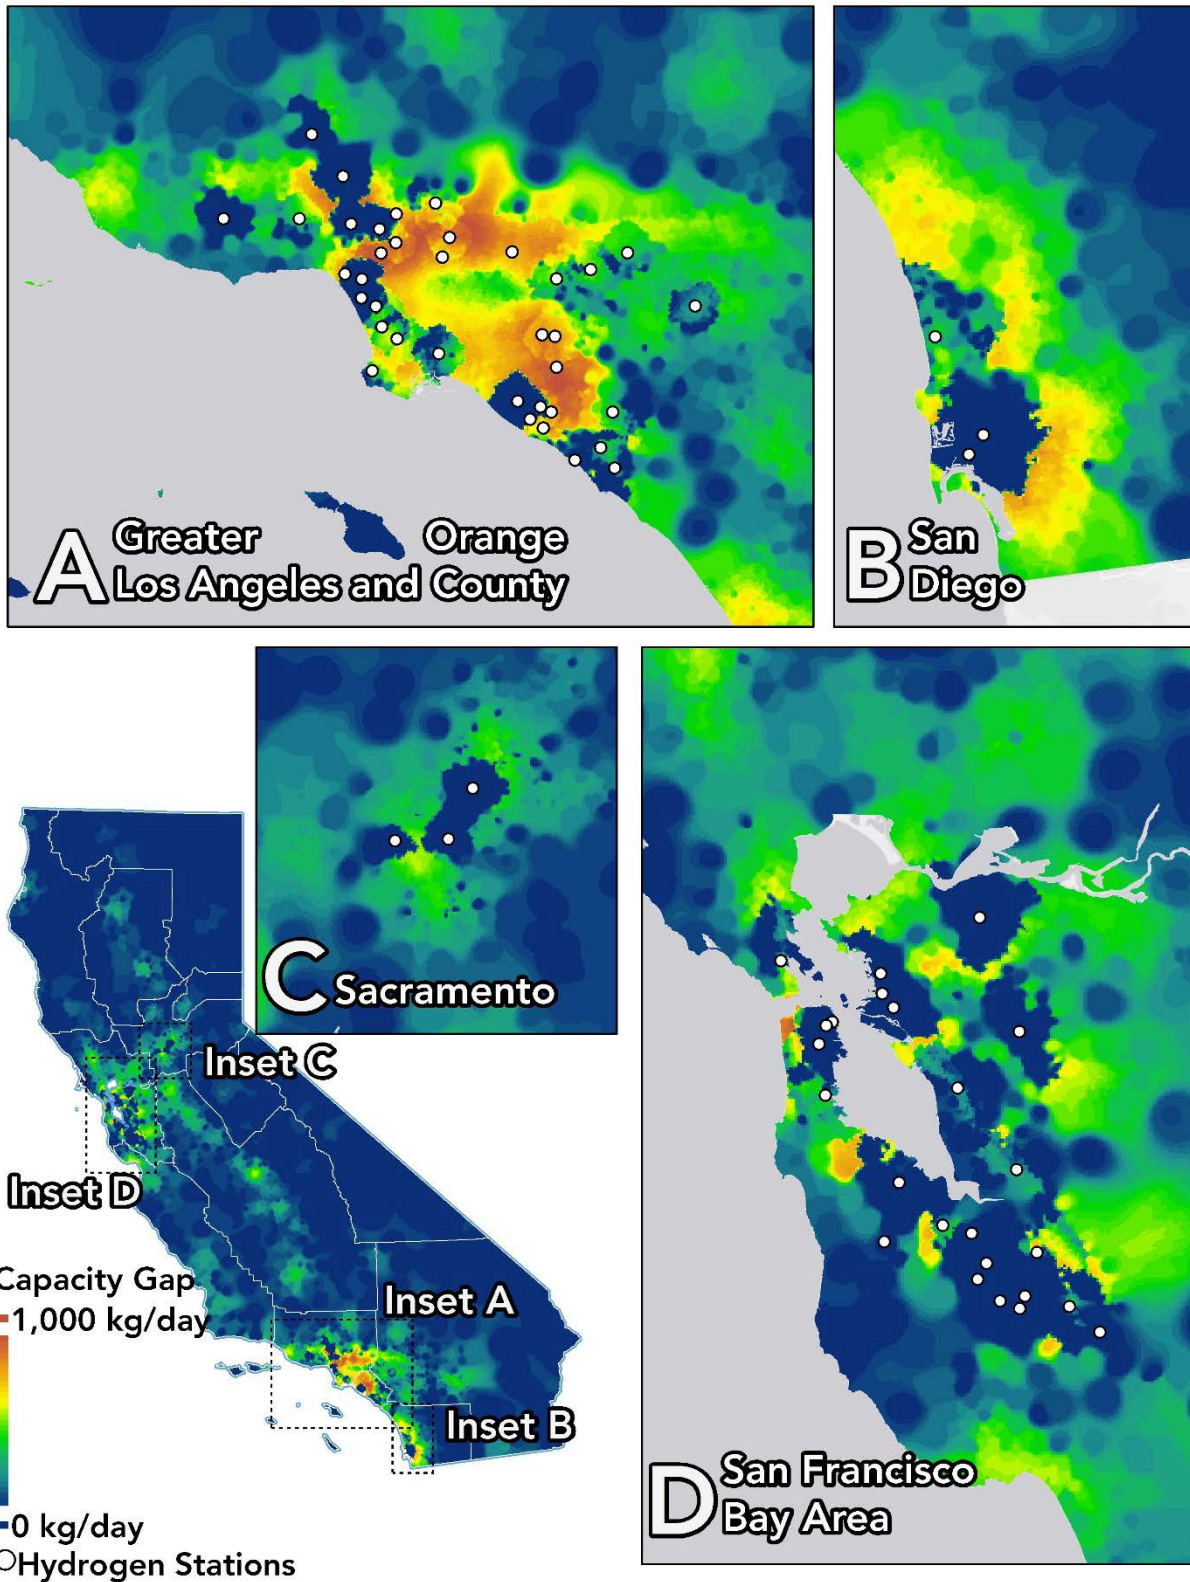 A Greater Orange
Los Angeles and County
B San
Diego
C Sacramento
Inset C
Inset D
Capacity Gap
1,000 kg/day
Inset A
Inset B
0 kg/day
Hydrogen Stations
D San Francisco
Bay Area